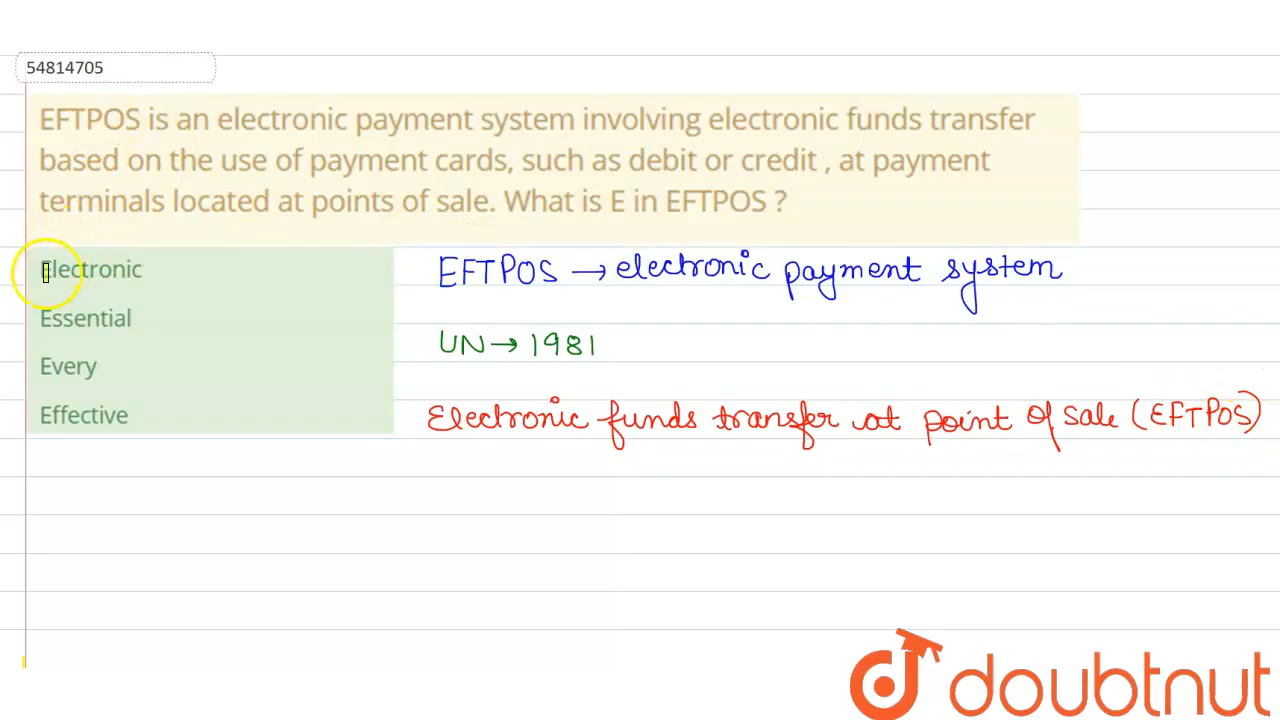 54814705
EFTPOS is an electronic payment system involving electronic funds transfer
based on the use of payment cards, such as debit or credit , at payment
terminals located at points of sale. What is E in EFTPOS ?
Electronic
Essential
Every
Effective
EFTPOS → electronic payment system
UN → 1981
Electronic funds transfer at point of sale (EFTPOS)
doubtnut